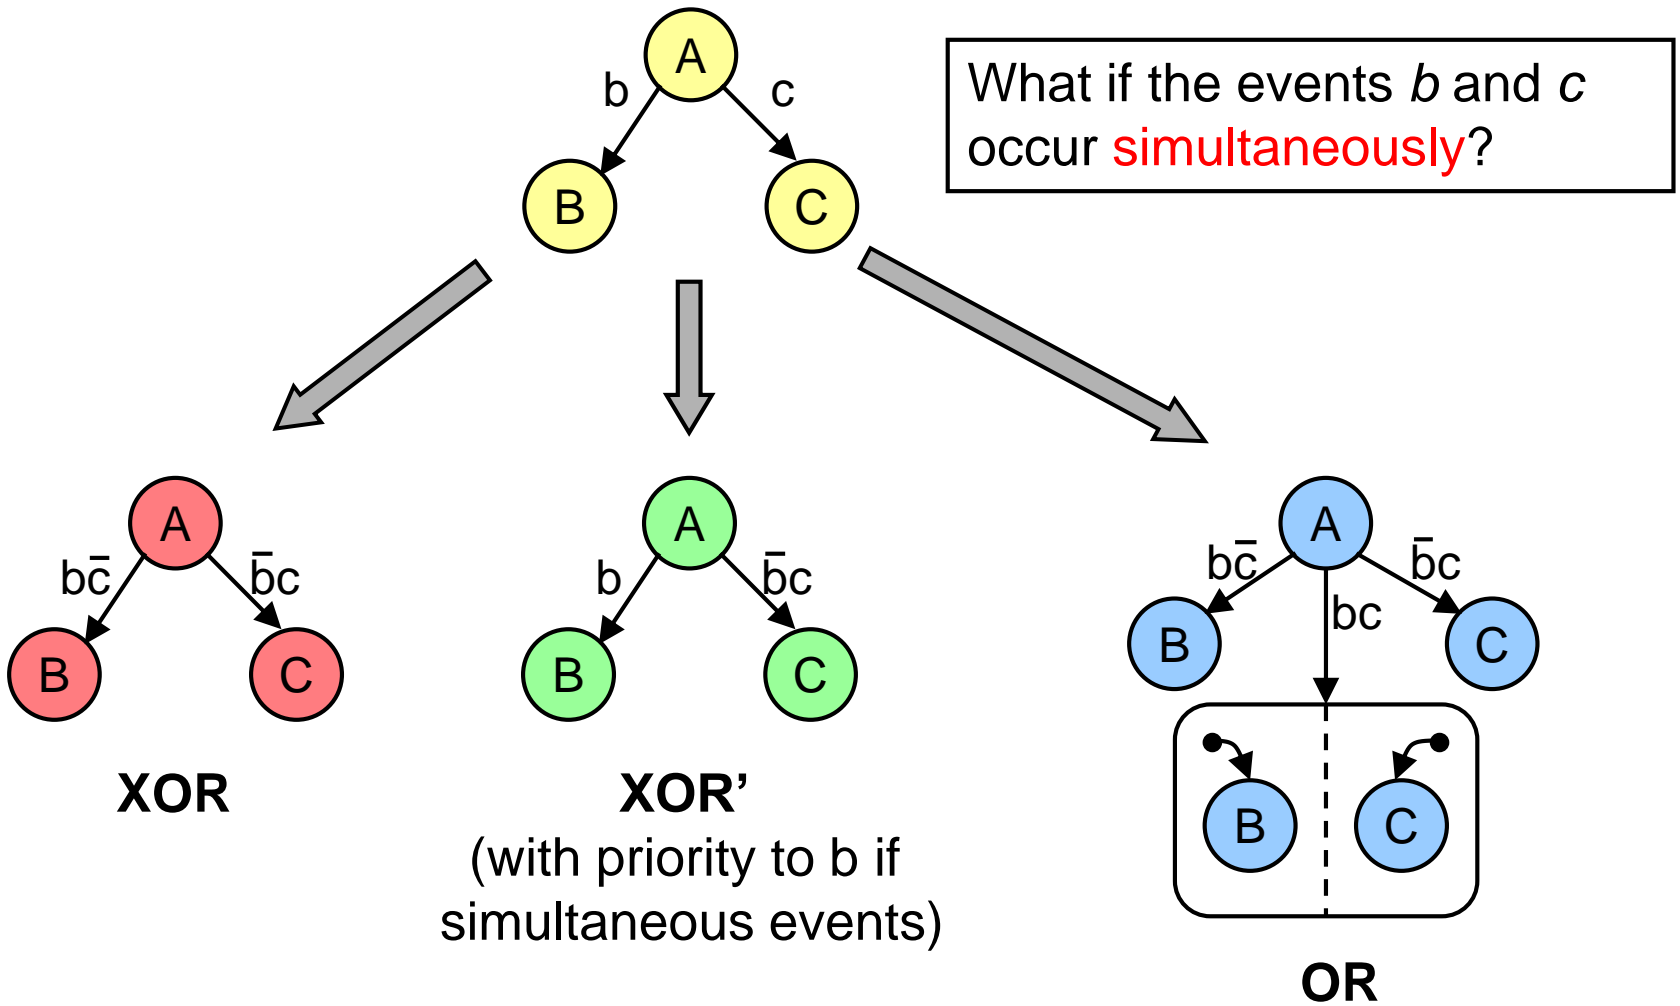 A
b
c
B
C
What if the events b and c
occur simultaneously?
A
bc̅
b̅c
B
C
XOR
A
b
b̅c
B
C
XOR’
(with priority to b if
simultaneous events)
A
bc̅
b̅c
bc
B
C
B
C
OR